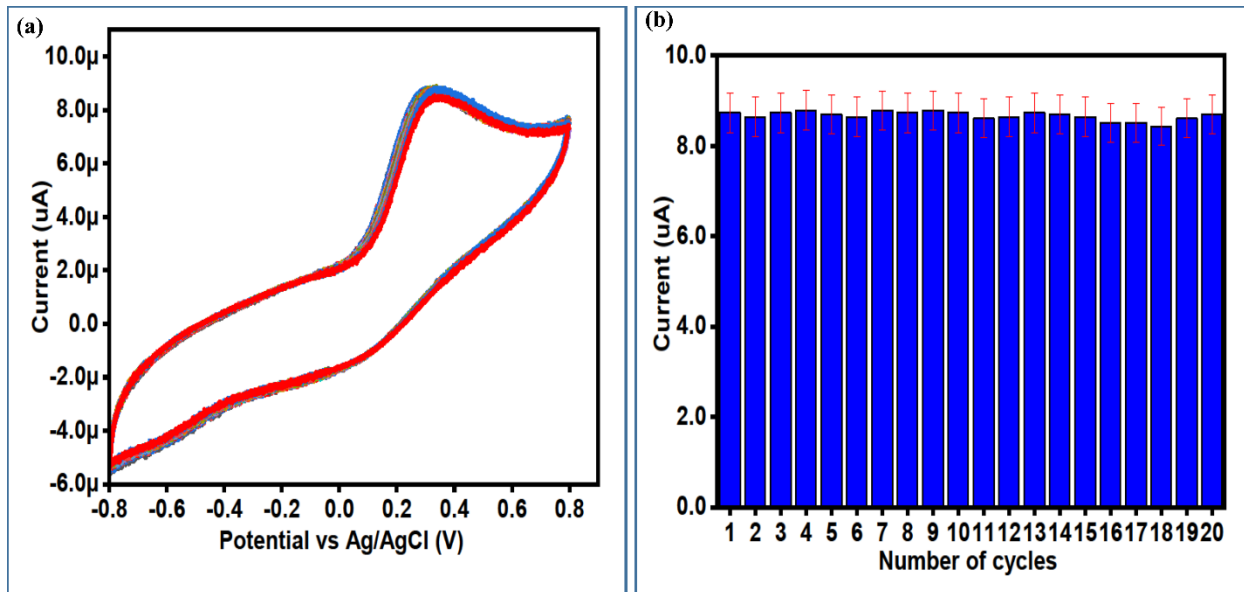 (a)
10.0µ
8.0µ
6.0µ
4.0µ
2.0µ
0.0
-2.0µ
-4.0µ
-6.0µ
Current (uA)
-0.8 -0.6 -0.4 -0.2 0.0 0.2 0.4 0.6 0.8
Potential vs Ag/AgCl (V)
(b)
10.0
8.0
6.0
4.0
2.0
0.0
Current (uA)
1 2 3 4 5 6 7 8 9 10 11 12 13 14 15 16 17 18 19 20
Number of cycles